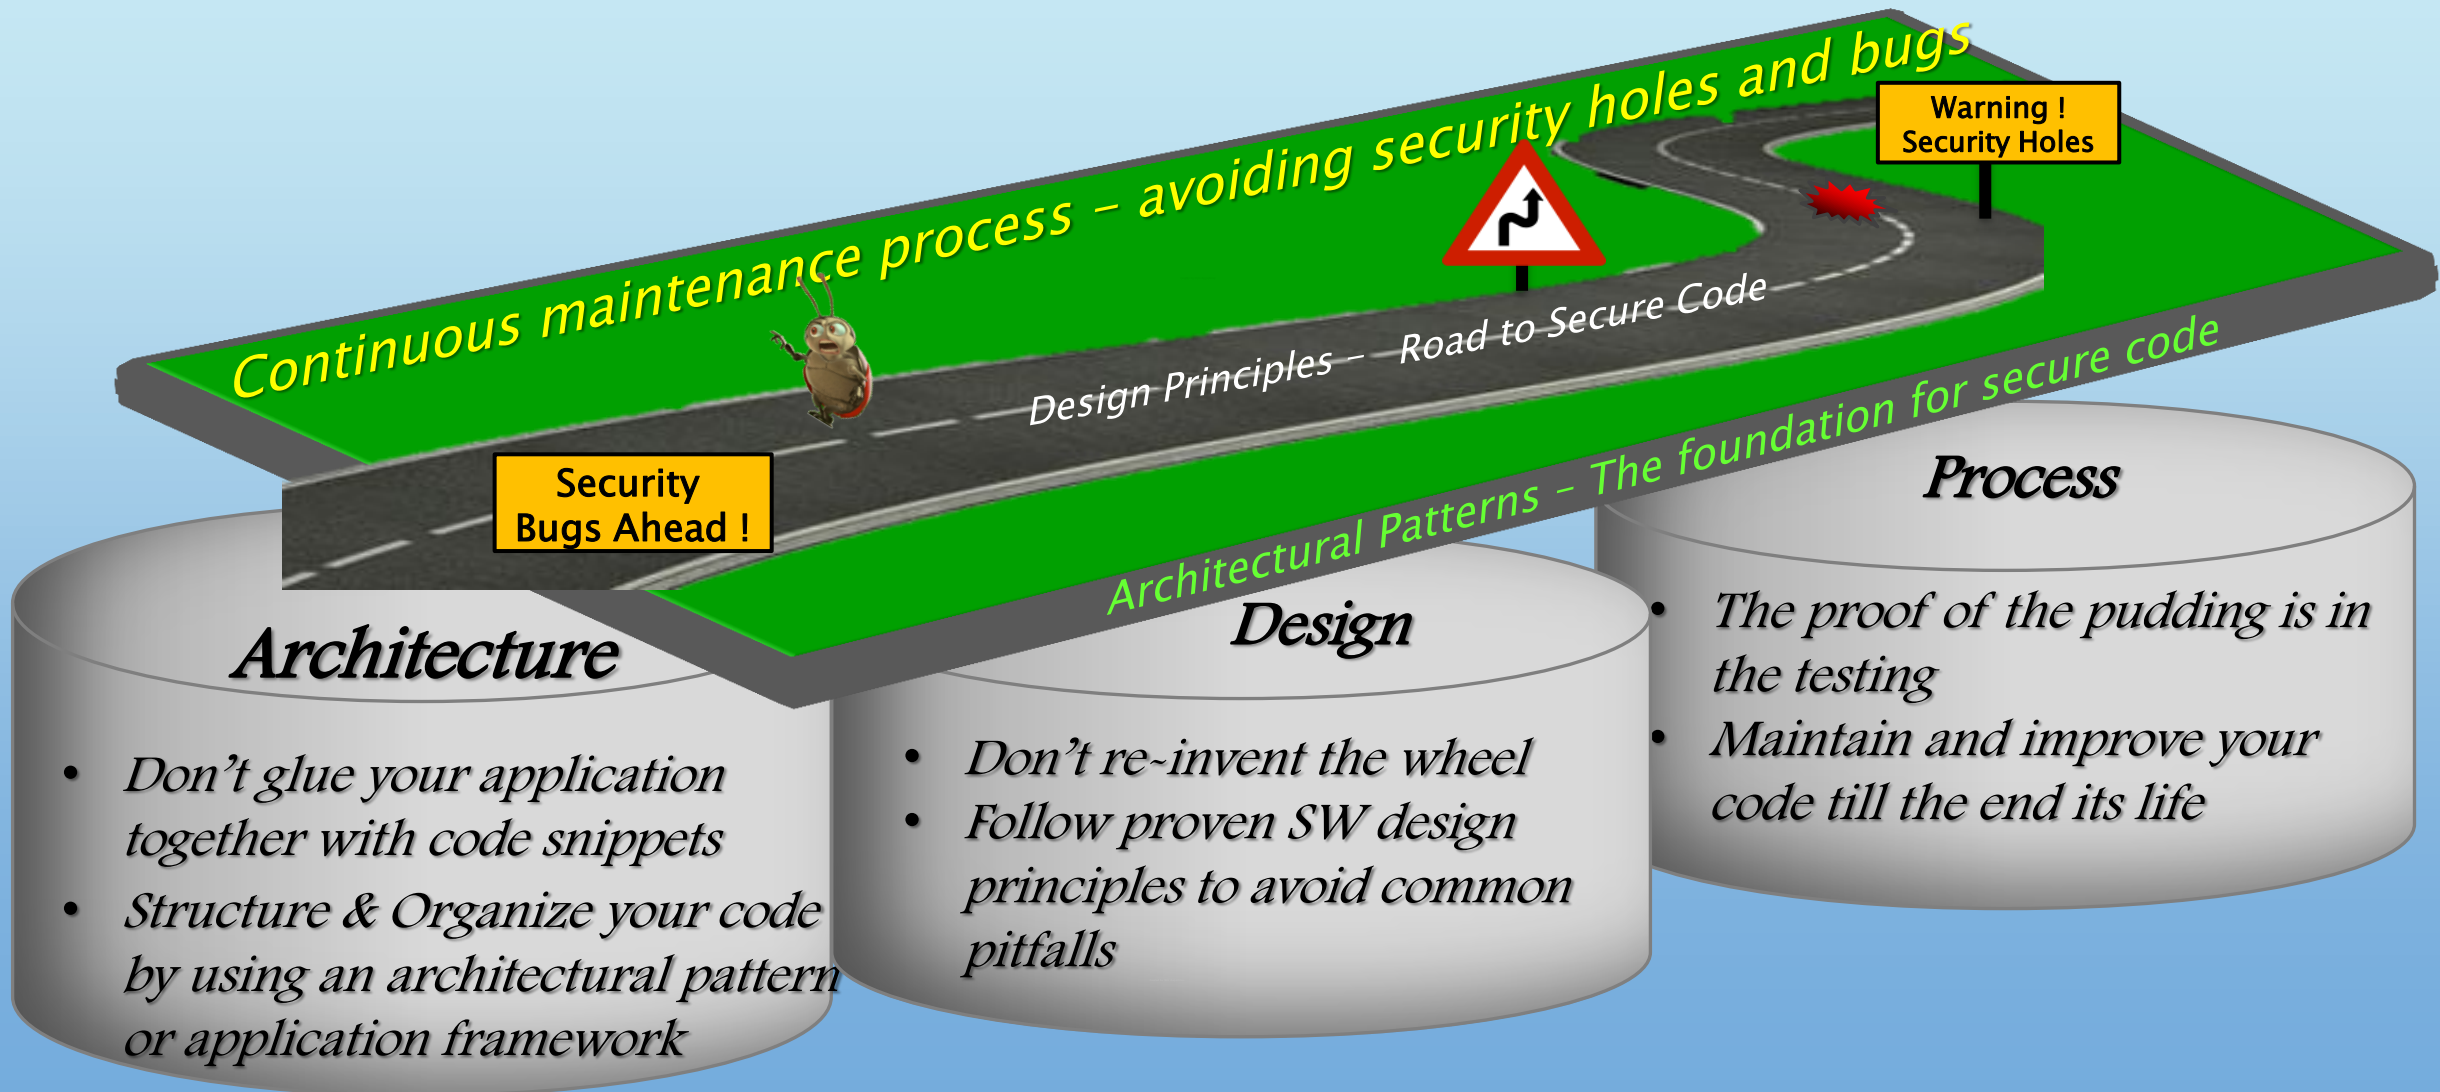 Continuous maintenance process – avoiding security holes and bugs
Warning !
Security Holes
Design Principles – Road to Secure Code
Security
Bugs Ahead !
Architectural Patterns – The foundation for secure code
Architecture
• Don’t glue your application
together with code snippets
• Structure & Organize your code
by using an architectural pattern
or application framework
Design
• Don’t re-invent the wheel
• Follow proven SW design
principles to avoid common
pitfalls
Process
• The proof of the pudding is in
the testing
• Maintain and improve your
code till the end its life